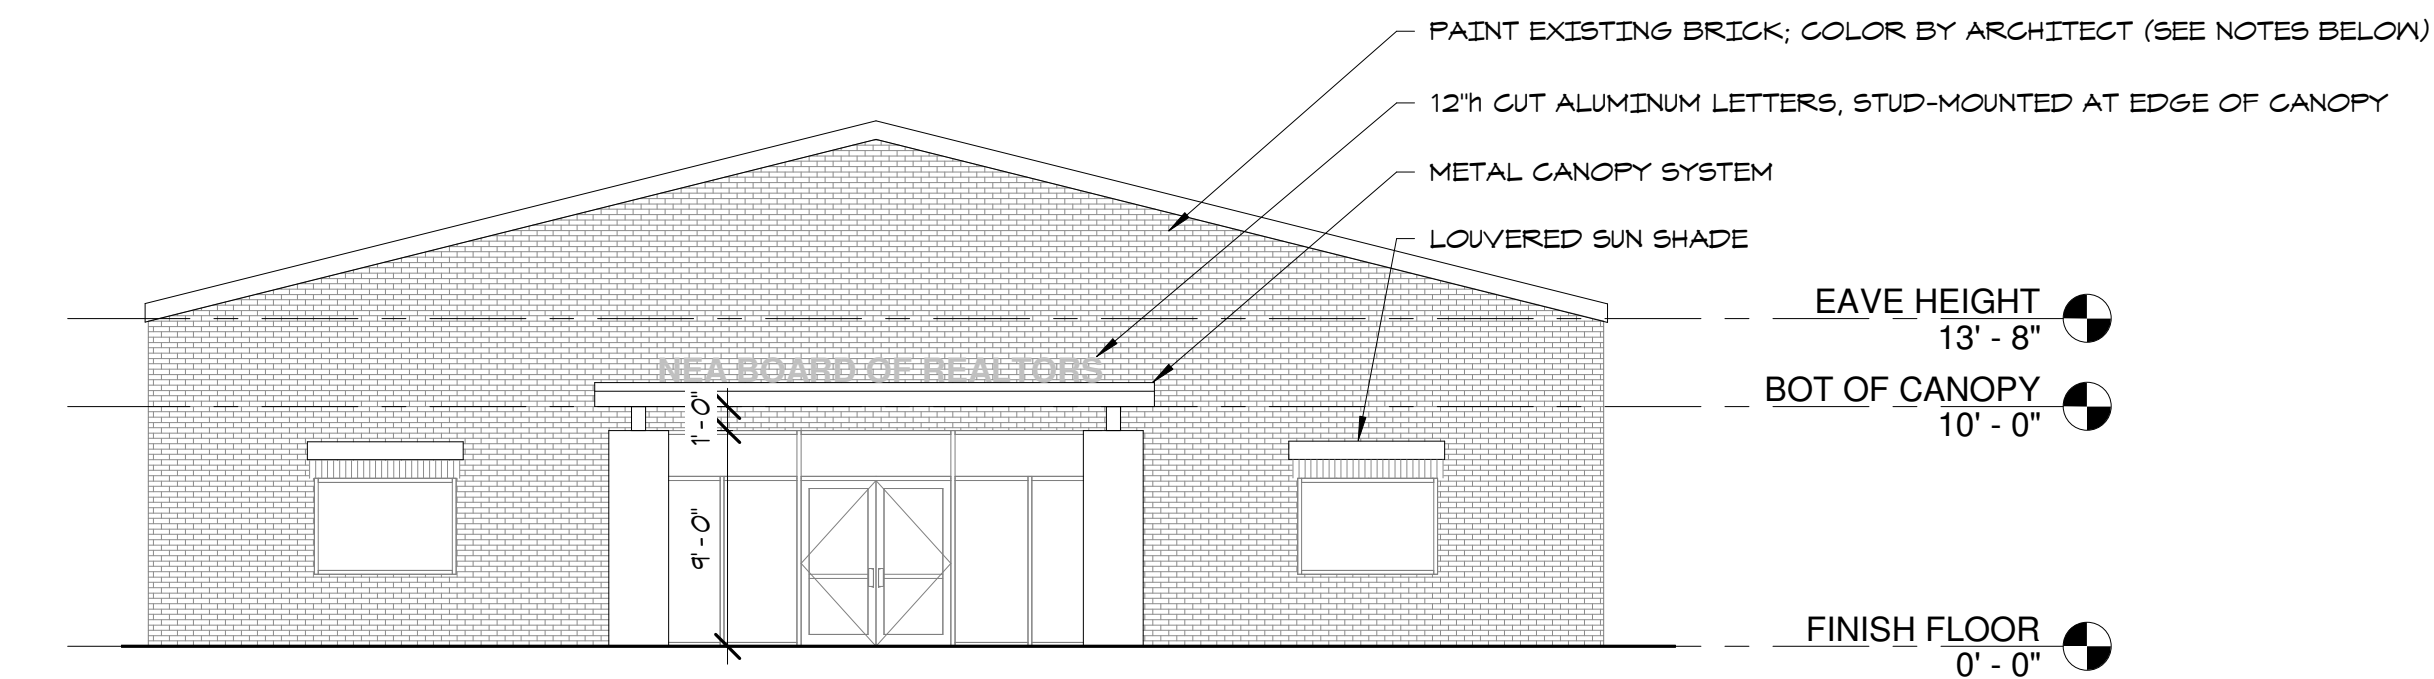 PAINT EXISTING BRICK; COLOR BY ARCHITECT (SEE NOTES BELOW)
12"h CUT ALUMINUM LETTERS, STUD-MOUNTED AT EDGE OF CANOPY
METAL CANOPY SYSTEM
LOUVERED SUN SHADE
EAVE HEIGHT
13' - 8"
NEA BOARD OF REALTORS
BOT OF CANOPY
10' - 0"
1' - 0"
9' - 0"
FINISH FLOOR
0' - 0"